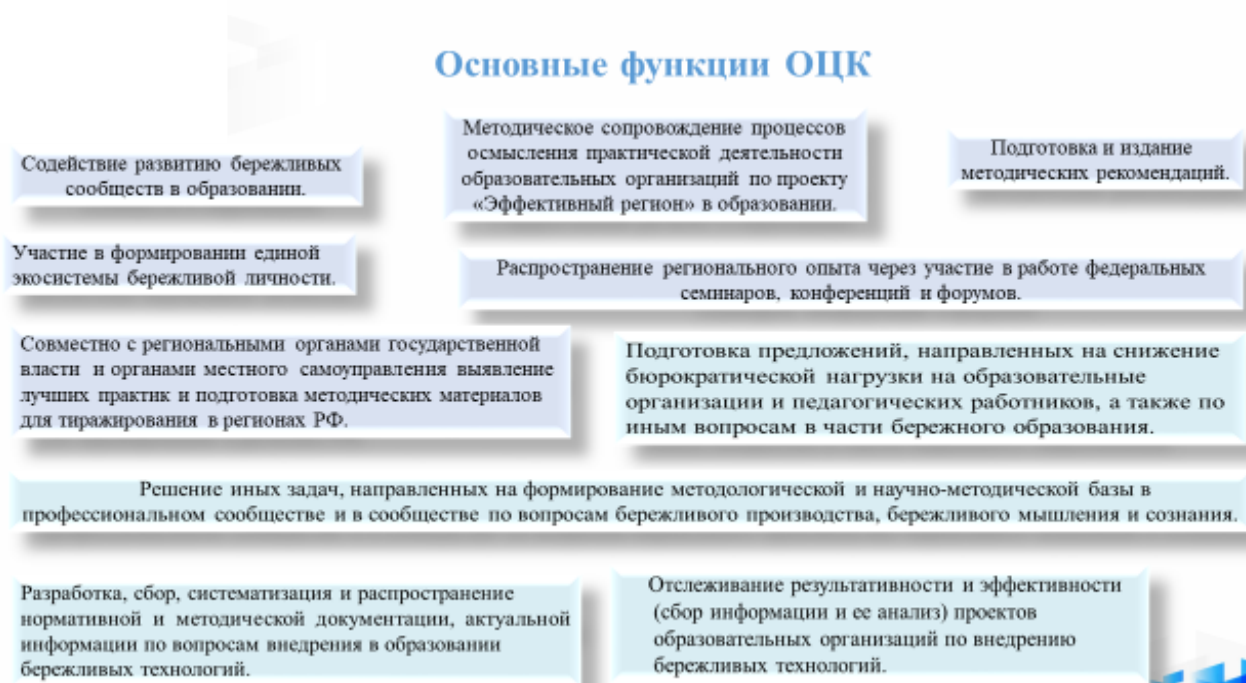 Основные функции ОЦК
Содействие развитию бережливых
сообществ в образовании.
Методическое сопровождение процессов
осмысления практической деятельности
образовательных организаций по проекту
«Эффективный регион» в образовании.
Подготовка и издание
методических рекомендаций.
Участие в формировании единой
экосистемы бережливой личности.
Распространение регионального опыта через участие в работе федеральных
семинаров, конференций и форумов.
Совместно с региональными органами государственной
власти и органами местного самоуправления выявление
лучших практик и подготовка методических материалов
для тиражирования в регионах РФ.
Подготовка предложений, направленных на снижение
бюрократической нагрузки на образовательные
организации и педагогических работников, а также по
иным вопросам в части бережного образования.
Решение иных задач, направленных на формирование методологической и научно-методической базы в
профессиональном сообществе и в сообществе по вопросам бережливого производства, бережливого мышления и сознания.
Разработка, сбор, систематизация и распространение
нормативной и методической документации, актуальной
информации по вопросам внедрения в образовании
бережливых технологий.
Отслеживание результативности и эффективности
(сбор информации и ее анализ) проектов
образовательных организаций по внедрению
бережливых технологий.